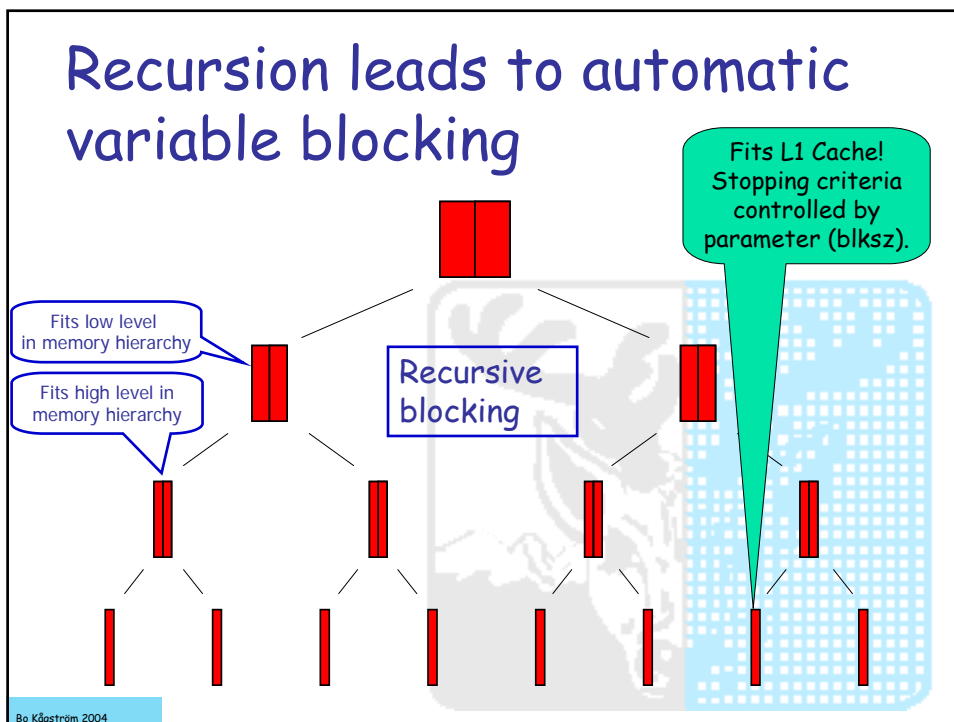 Recursion leads to automatic
variable blocking
Fits L1 Cache!
Stopping criteria
controlled by
parameter (blksz).
Fits low level
in memory hierarchy
Recursive
blocking
Fits high level in
memory hierarchy
Bo Kågström 2004